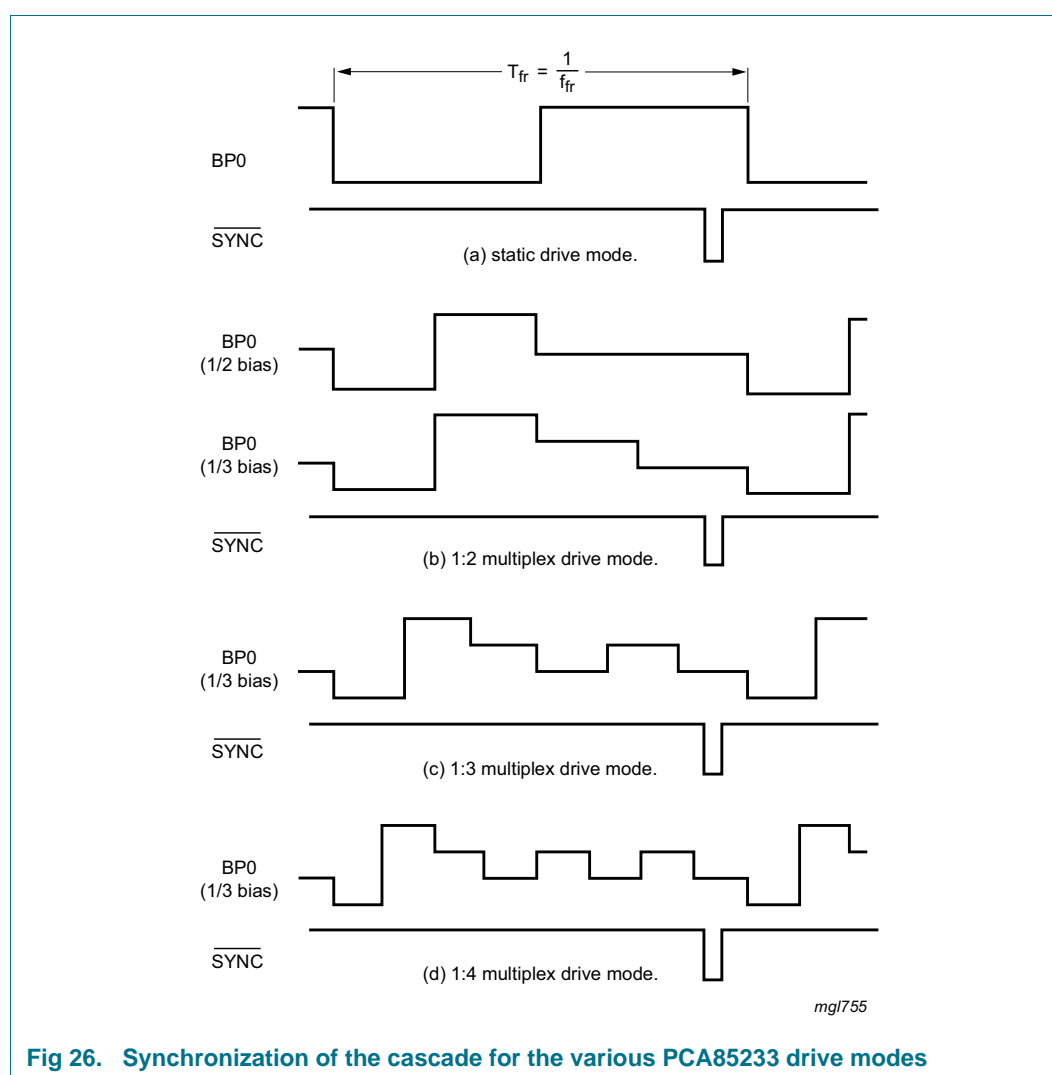 Tfr = 1/ffr
BP0
SYNC
(a) static drive mode.
BP0
(1/2 bias)
BP0
(1/3 bias)
SYNC
(b) 1:2 multiplex drive mode.
BP0
(1/3 bias)
SYNC
(c) 1:3 multiplex drive mode.
BP0
(1/3 bias)
SYNC
(d) 1:4 multiplex drive mode.
mgl755
Fig 26. Synchronization of the cascade for the various PCA85233 drive modes